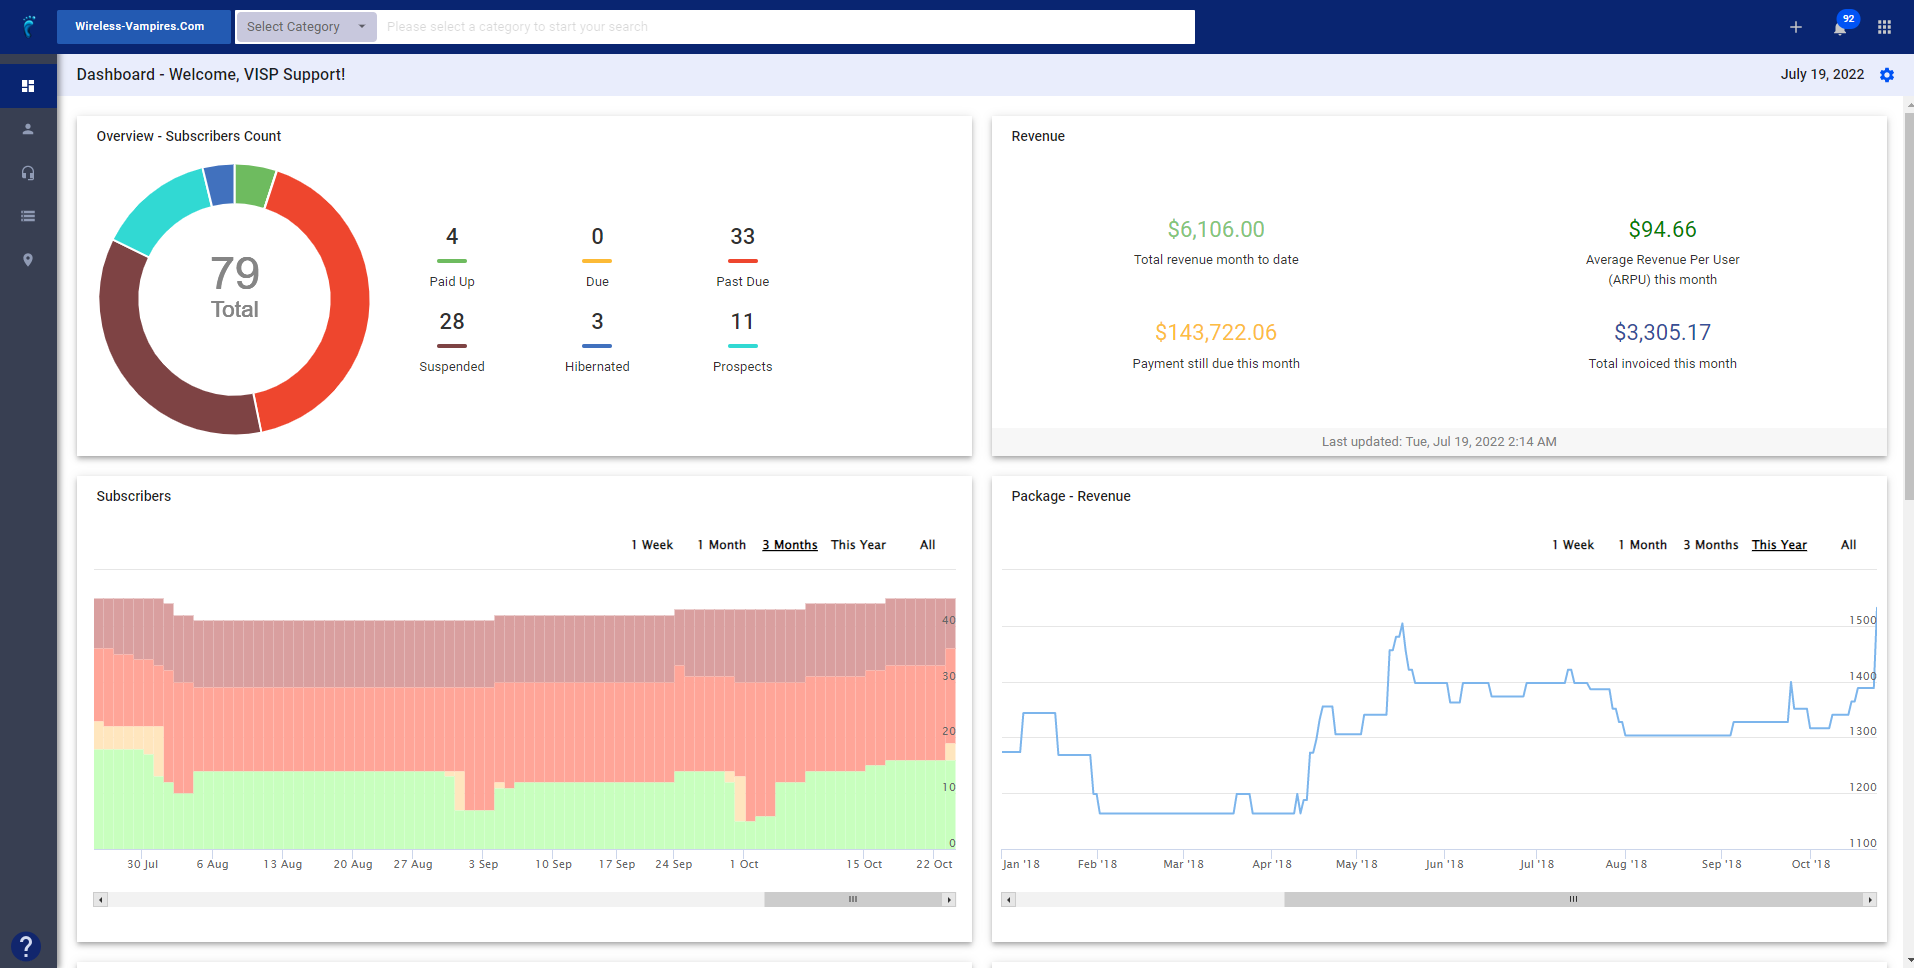 Wireless-Vampires.Com
Select Category
Please select a category to start your search
92
Dashboard - Welcome, VISP Support!
July 19, 2022
Overview - Subscribers Count
79
Total
4
0
33
Paid Up
Due
Past Due
28
3
11
Suspended
Hibernated
Prospects
Revenue
$6,106.00
Total revenue month to date
$94.66
Average Revenue Per User
(ARPU) this month
$143,722.06
Payment still due this month
$3,305.17
Total invoiced this month
Last updated: Tue, Jul 19, 2022 2:14 AM
Subscribers
1 Week 1 Month 3 Months This Year All
40
30
20
10
0
30 Jul 6 Aug 13 Aug 20 Aug 27 Aug 3 Sep 10 Sep 17 Sep 24 Sep 1 Oct 15 Oct 22 Oct
Package - Revenue
1 Week 1 Month 3 Months This Year All
1500
1400
1300
1200
1100
Jan '18 Feb '18 Mar '18 Apr '18 May '18 Jun '18 Jul '18 Aug '18 Sep '18 Oct '18
?